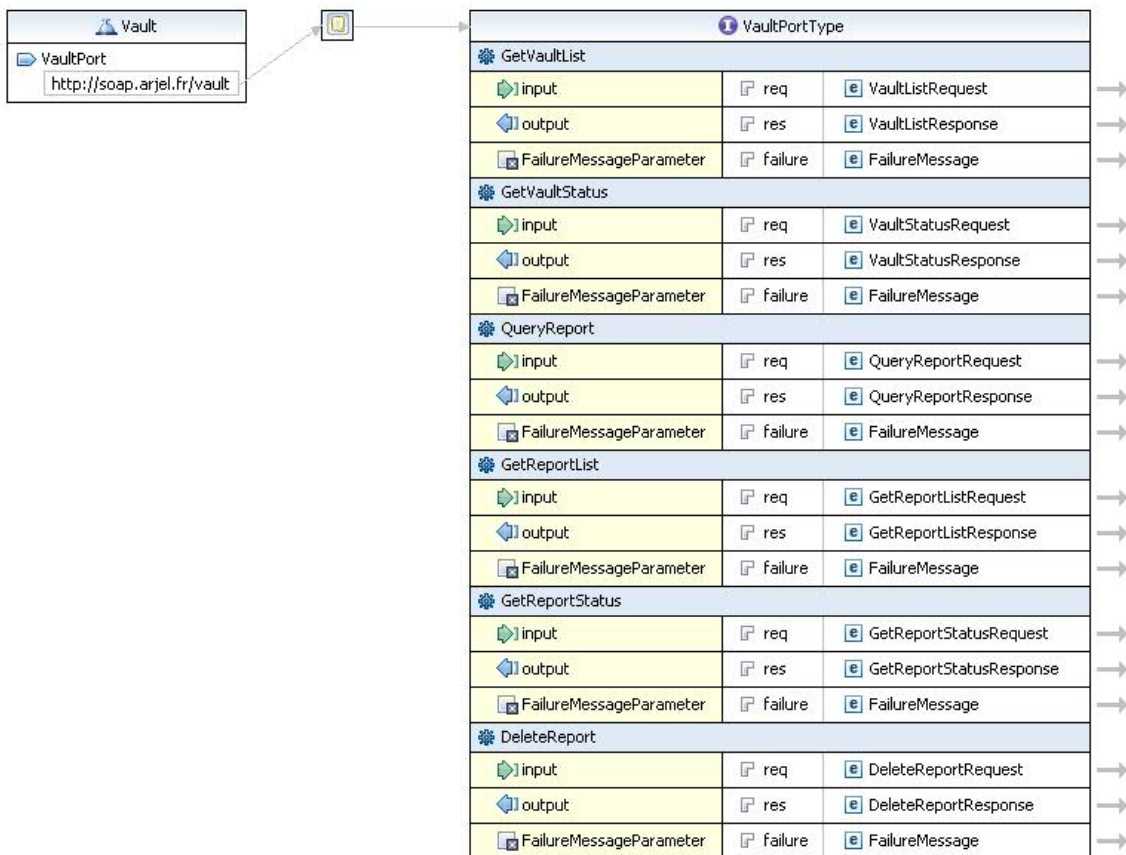 Vault
VaultPort
http://soap.arjel.fr/vault
VaultPortType
GetVaultList
input req VaultListRequest
output res VaultListResponse
FailureMessageParameter failure FailureMessage
GetVaultStatus
input req VaultStatusRequest
output res VaultStatusResponse
FailureMessageParameter failure FailureMessage
QueryReport
input req QueryReportRequest
output res QueryReportResponse
FailureMessageParameter failure FailureMessage
GetReportList
input req GetReportListRequest
output res GetReportListResponse
FailureMessageParameter failure FailureMessage
GetReportStatus
input req GetReportStatusRequest
output res GetReportStatusResponse
FailureMessageParameter failure FailureMessage
DeleteReport
input req DeleteReportRequest
output res DeleteReportResponse
FailureMessageParameter failure FailureMessage